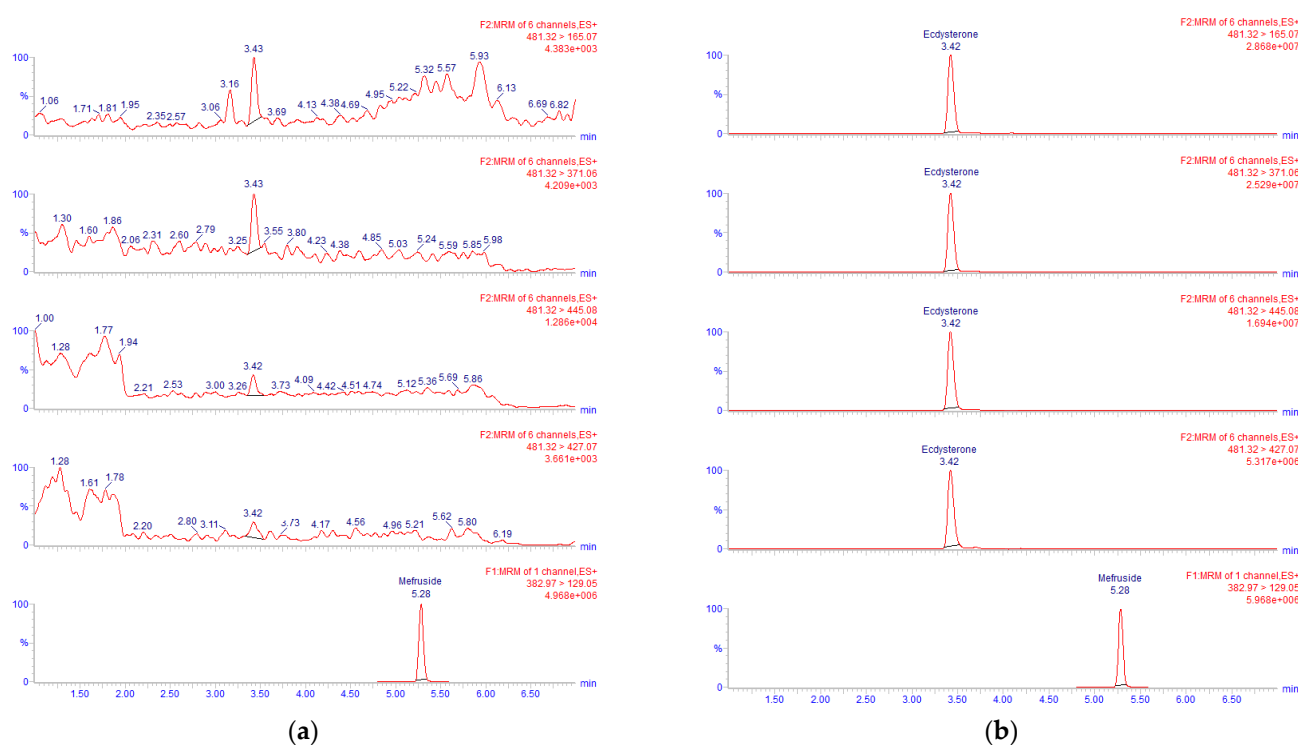 F2:MRM of 6 channels,ES+
481.32 > 165.07
4.383e+003
100
%
0
1.06
1.71
1.81
1.95
2.35
2.57
3.06
3.16
3.43
3.69
4.13
4.38
4.69
4.95
5.22
5.32
5.57
5.93
6.13
6.69
6.82
min
F2:MRM of 6 channels,ES+
481.32 > 371.06
4.209e+003
100
%
0
1.30
1.60
1.86
2.06
2.31
2.60
2.79
3.25
3.43
3.55
3.80
4.23
4.38
4.85
5.03
5.24
5.59
5.85
5.98
min
F2:MRM of 6 channels,ES+
481.32 > 445.08
1.286e+004
100
%
0
1.00
1.28
1.77
1.94
2.21
2.53
3.00
3.26
3.42
3.73
4.09
4.42
4.51
4.74
5.12
5.36
5.69
5.86
min
F2:MRM of 6 channels,ES+
481.32 > 427.07
3.661e+003
100
%
0
1.28
1.61
1.78
2.20
2.80
3.11
3.42
3.73
4.17
4.56
4.96
5.21
5.62
5.80
6.19
min
F1:MRM of 1 channel,ES+
382.97 > 129.05
4.968e+006
Mefruside
5.28
100
%
0
min
1.50 2.00 2.50 3.00 3.50 4.00 4.50 5.00 5.50 6.00 6.50
(a)
F2:MRM of 6 channels,ES+
481.32 > 165.07
2.868e+007
Ecdysterone
3.42
100
%
0
min
F2:MRM of 6 channels,ES+
481.32 > 371.06
2.529e+007
Ecdysterone
3.42
100
%
0
min
F2:MRM of 6 channels,ES+
481.32 > 445.08
1.694e+007
Ecdysterone
3.42
100
%
0
min
F2:MRM of 6 channels,ES+
481.32 > 427.07
5.317e+006
Ecdysterone
3.42
100
%
0
min
F1:MRM of 1 channel,ES+
382.97 > 129.05
5.968e+006
Mefruside
5.28
100
%
0
min
1.50 2.00 2.50 3.00 3.50 4.00 4.50 5.00 5.50 6.00 6.50
(b)